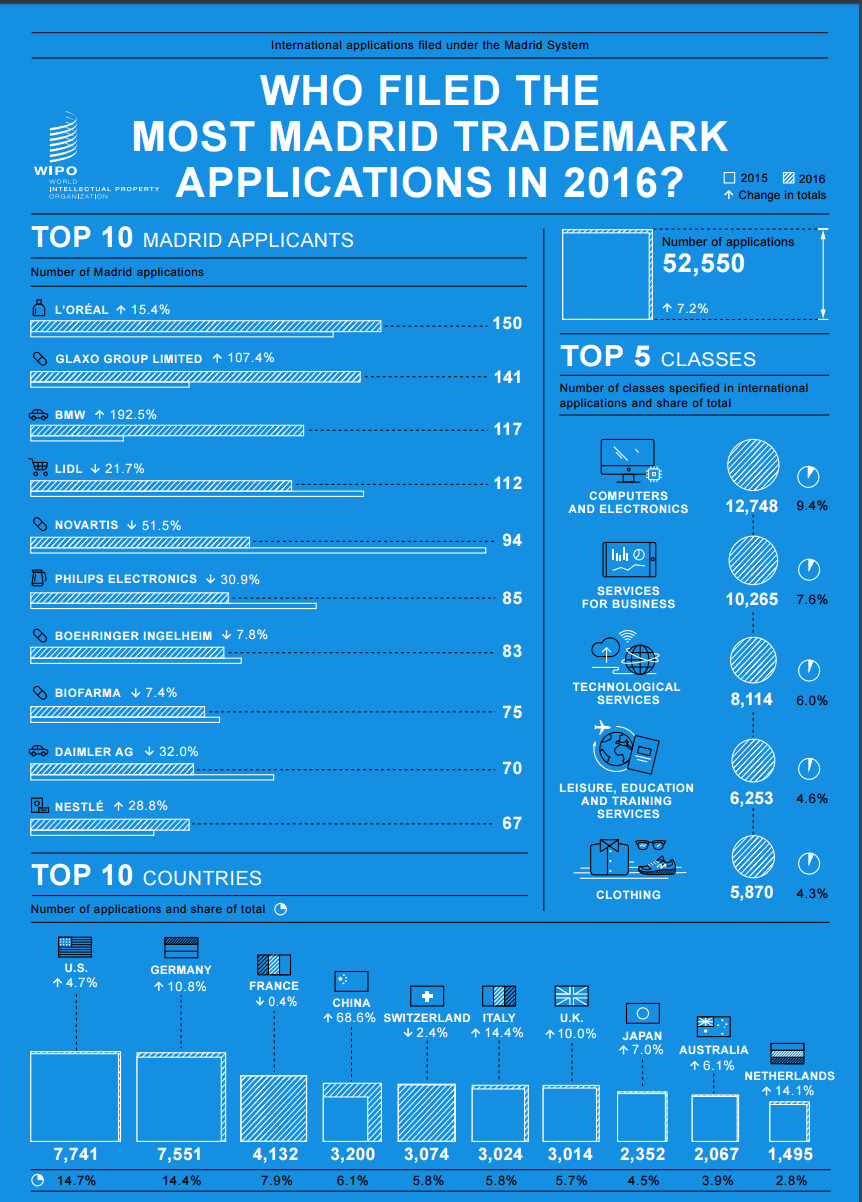 International applications filed under the Madrid System
WHO FILED THE
MOST MADRID TRADEMARK
APPLICATIONS IN 2016?
WIPO
WORLD
INTELLECTUAL PROPERTY
ORGANIZATION
2015 2016
↑ Change in totals
TOP 10 MADRID APPLICANTS
Number of Madrid applications
L'ORÉAL ↑ 15.4%
150
GLAXO GROUP LIMITED ↑ 107.4%
141
BMW ↑ 192.5%
117
LIDL ↓ 21.7%
112
NOVARTIS ↓ 51.5%
94
PHILIPS ELECTRONICS ↓ 30.9%
85
BOEHRINGER INGELHEIM ↓ 7.8%
83
BIOFARMA ↓ 7.4%
75
DAIMLER AG ↓ 32.0%
70
NESTLÉ ↑ 28.8%
67
Number of applications
52,550
↑ 7.2%
TOP 5 CLASSES
Number of classes specified in international
applications and share of total
COMPUTERS
AND ELECTRONICS
12,748 9.4%
SERVICES
FOR BUSINESS
10,265 7.6%
TECHNOLOGICAL
SERVICES
8,114 6.0%
LEISURE, EDUCATION
AND TRAINING
SERVICES
6,253 4.6%
CLOTHING
5,870 4.3%
TOP 10 COUNTRIES
Number of applications and share of total
U.S.
↑ 4.7%
7,741
14.7%
GERMANY
↑ 10.8%
7,551
14.4%
FRANCE
↓ 0.4%
4,132
7.9%
CHINA
↑ 68.6%
3,200
6.1%
SWITZERLAND
↓ 2.4%
3,074
5.8%
ITALY
↑ 14.4%
3,024
5.8%
U.K.
↑ 10.0%
3,014
5.7%
JAPAN
↑ 7.0%
2,352
4.5%
AUSTRALIA
↑ 6.1%
2,067
3.9%
NETHERLANDS
↑ 14.1%
1,495
2.8%